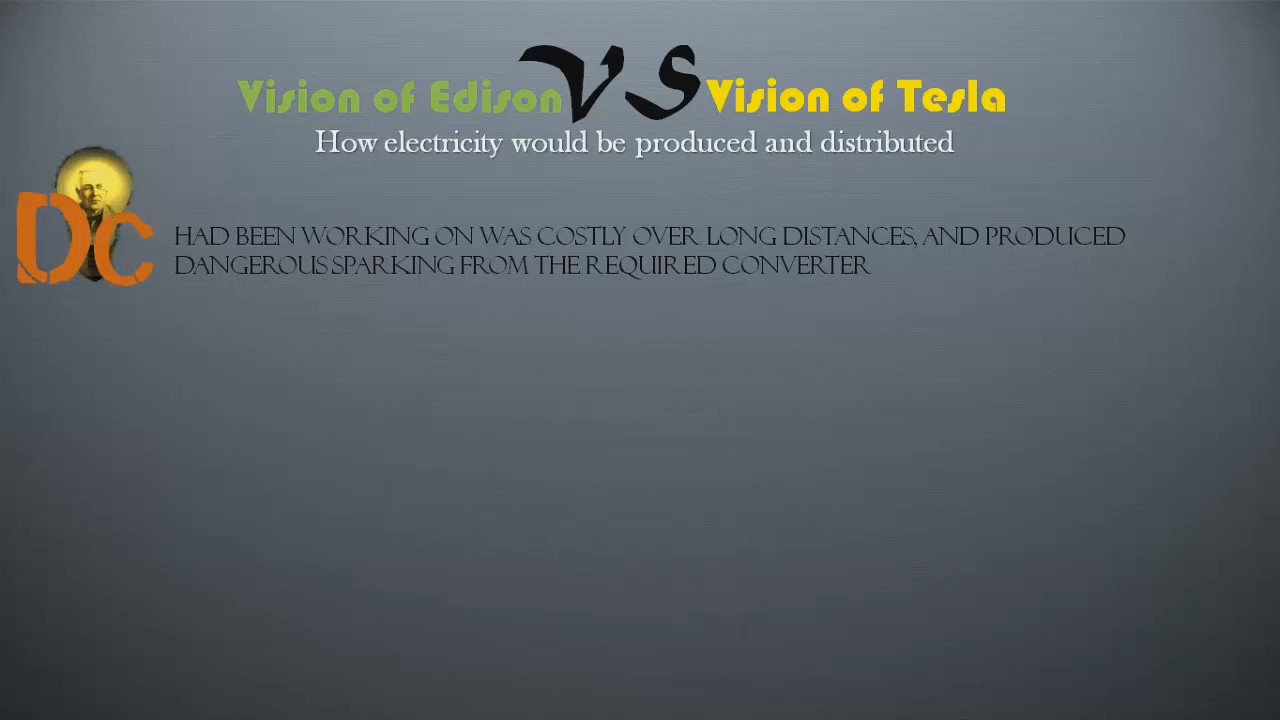 Vision of Edison VS Vision of Tesla
How electricity would be produced and distributed
DC
HAD BEEN WORKING ON WAS COSTLY OVER LONG DISTANCES, AND PRODUCED
DANGEROUS SPARKING FROM THE REQUIRED CONVERTER